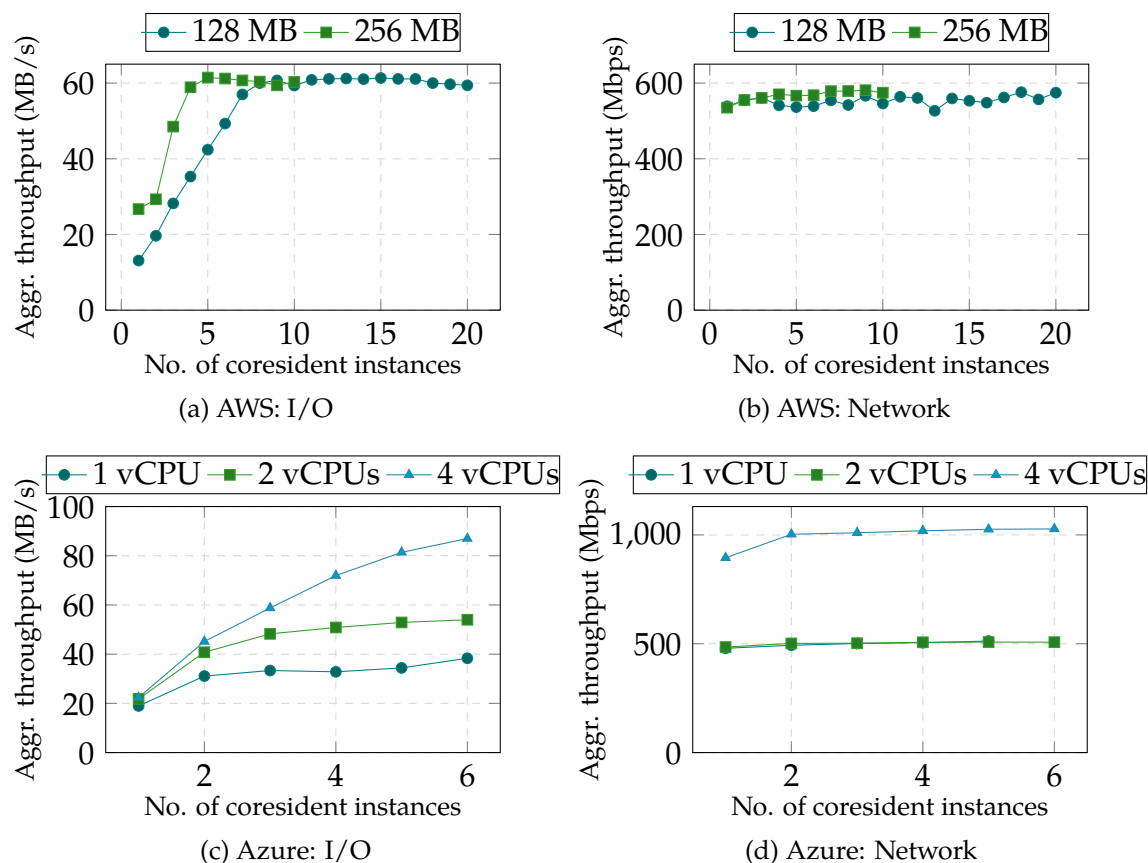 128 MB 256 MB
Aggr. throughput (MB/s)
60
40
20
0
0 5 10 15 20
No. of coresident instances
(a) AWS: I/O
128 MB 256 MB
Aggr. throughput (Mbps)
600
400
200
0
0 5 10 15 20
No. of coresident instances
(b) AWS: Network
1 vCPU 2 vCPUs 4 vCPUs
Aggr. throughput (MB/s)
100
80
60
40
20
0
2 4 6
No. of coresident instances
(c) Azure: I/O
1 vCPU 2 vCPUs 4 vCPUs
Aggr. throughput (Mbps)
1,000
500
0
2 4 6
No. of coresident instances
(d) Azure: Network